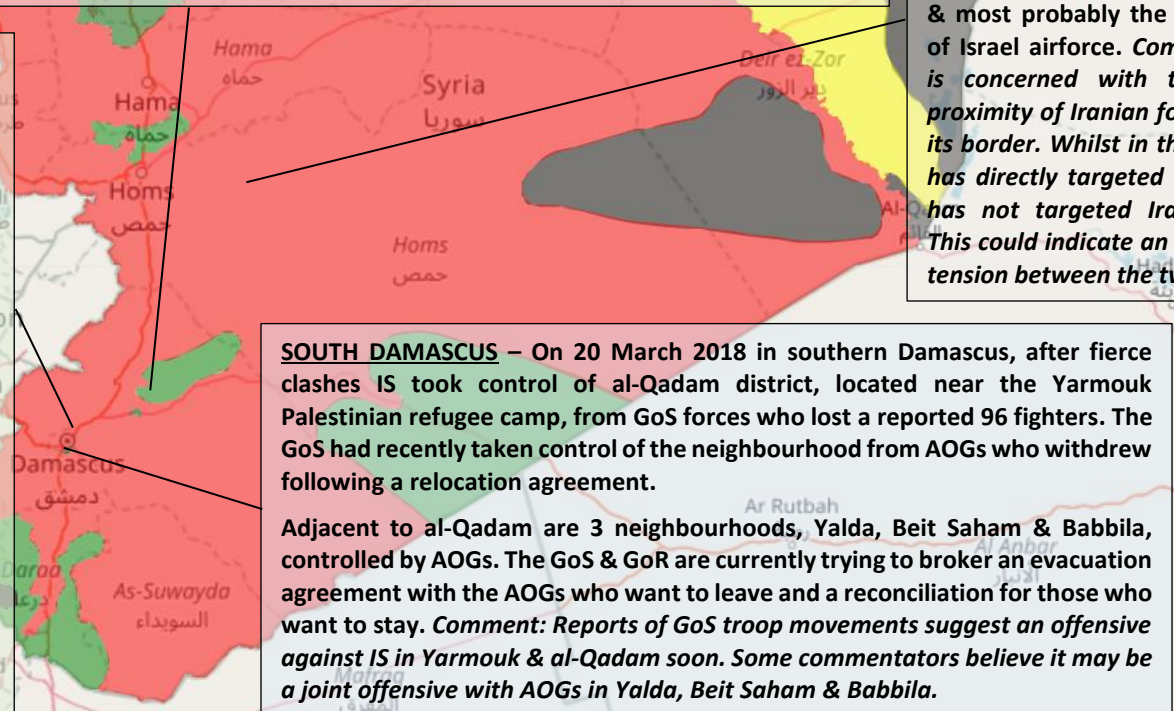 & most probably the
of Israel airforce. Com
is concerned with t
proximity of Iranian fo
its border. Whilst in th
has directly targeted
has not targeted Ira
This could indicate an
tension between the tw
Hama
حماه
Deir ez-Zor
دير الزور
Syria
سوريا
Hama
حماة
Homs
حمص
Homs
حمص
Al-Q
Had
SOUTH DAMASCUS – On 20 March 2018 in southern Damascus, after fierce
clashes IS took control of al-Qadam district, located near the Yarmouk
Palestinian refugee camp, from GoS forces who lost a reported 96 fighters. The
GoS had recently taken control of the neighbourhood from AOGs who withdrew
following a relocation agreement.
Adjacent to al-Qadam are 3 neighbourhoods, Yalda, Beit Saham & Babbila,
controlled by AOGs. The GoS & GoR are currently trying to broker an evacuation
agreement with the AOGs who want to leave and a reconciliation for those who
want to stay. Comment: Reports of GoS troop movements suggest an offensive
against IS in Yarmouk & al-Qadam soon. Some commentators believe it may be
a joint offensive with AOGs in Yalda, Beit Saham & Babbila.
Damascus
دمشق
Ar Rutbah
Al Anbar
الأنبار
Daraa
As-Suwayda
السويداء
Mafraq
المفرق